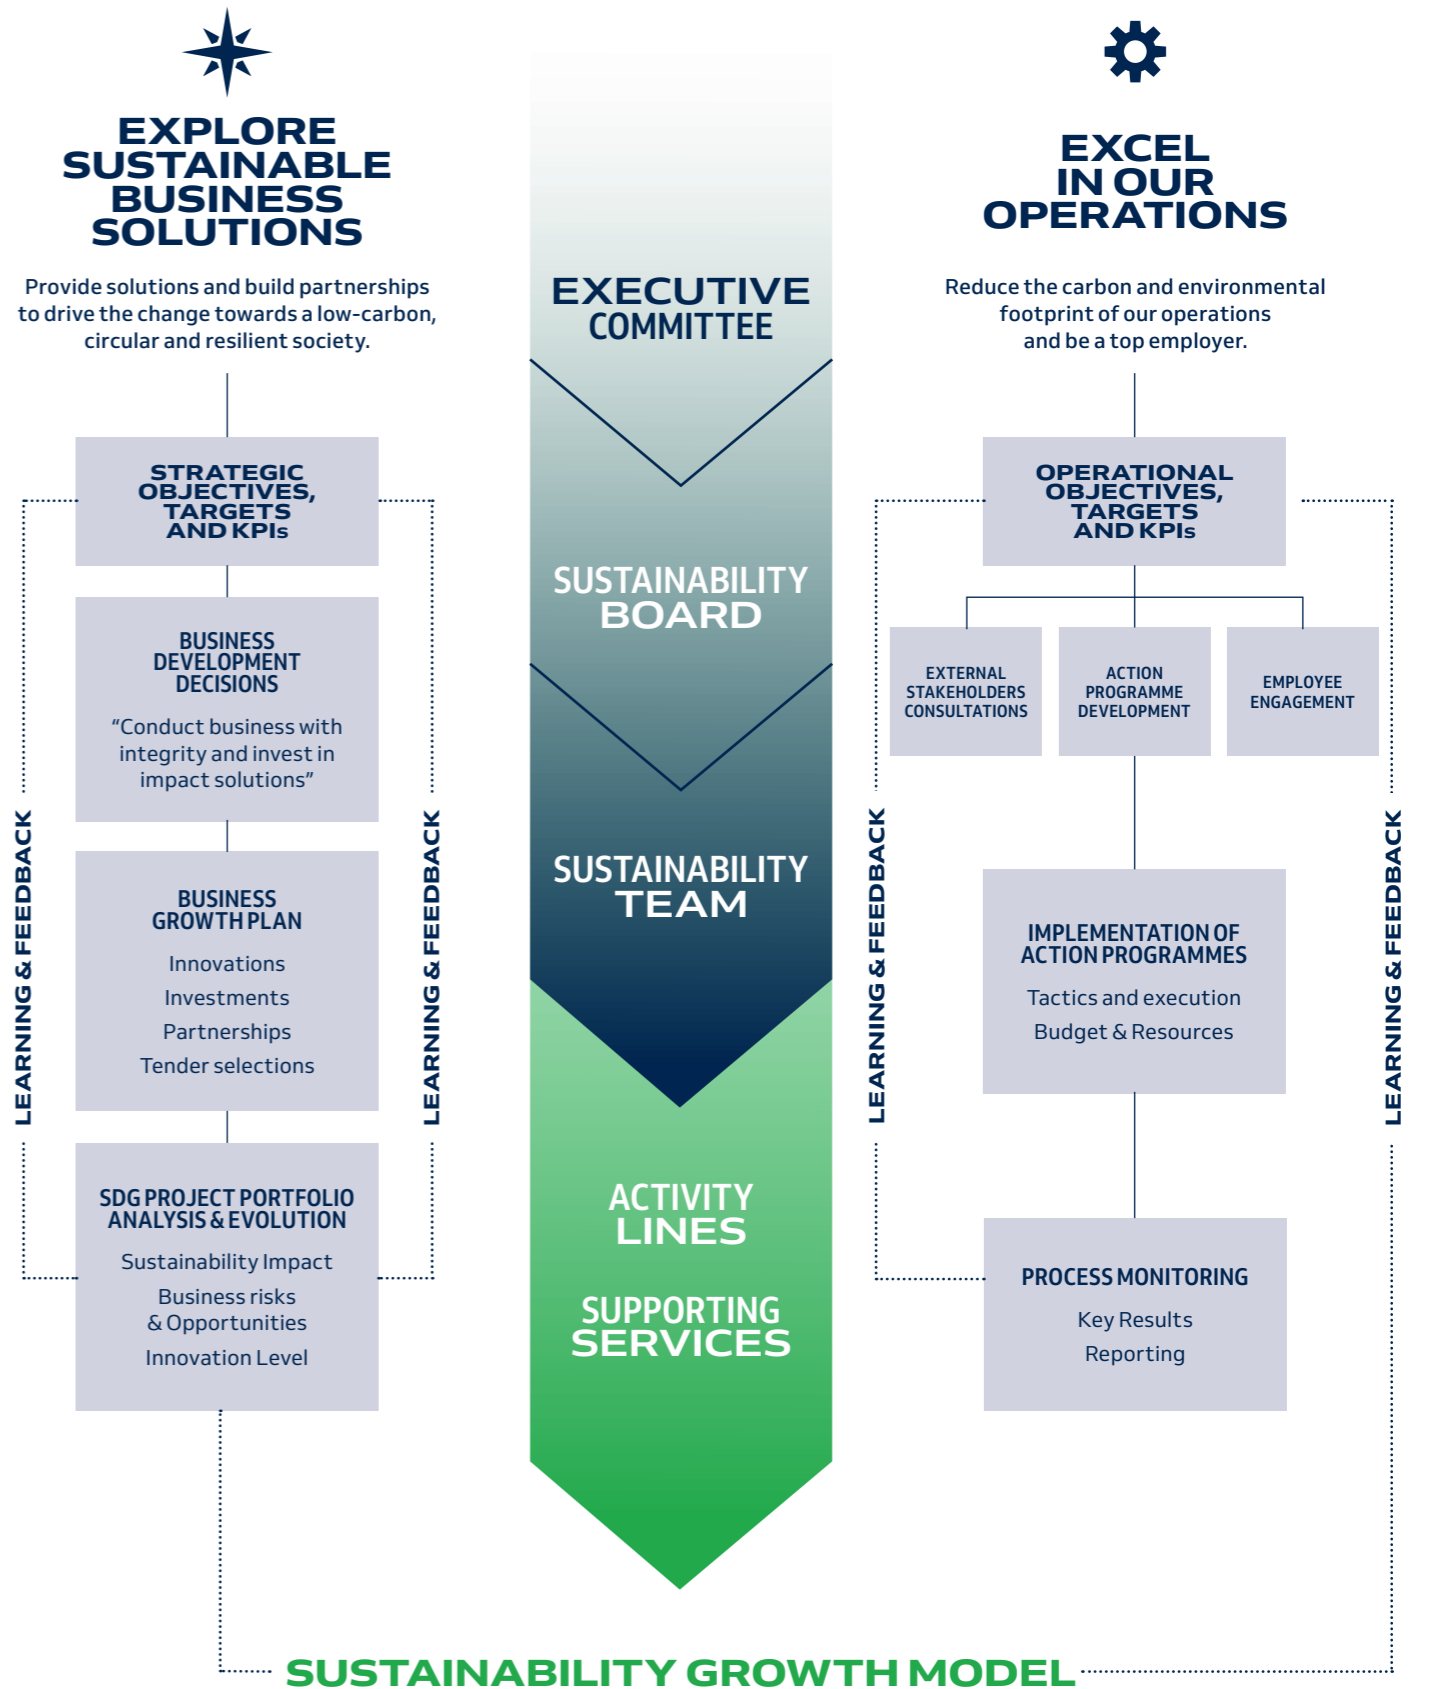 EXPLORE
SUSTAINABLE
BUSINESS
SOLUTIONS
Provide solutions and build partnerships
to drive the change towards a low-carbon,
circular and resilient society.
STRATEGIC
OBJECTIVES,
TARGETS
AND KPIs
BUSINESS
DEVELOPMENT
DECISIONS
“Conduct business with
integrity and invest in
impact solutions”
BUSINESS
GROWTH PLAN
Innovations
Investments
Partnerships
Tender selections
SDG PROJECT PORTFOLIO
ANALYSIS & EVOLUTION
Sustainability Impact
Business risks
& Opportunities
Innovation Level
LEARNING & FEEDBACK
LEARNING & FEEDBACK
EXECUTIVE
COMMITTEE
SUSTAINABILITY
BOARD
SUSTAINABILITY
TEAM
ACTIVITY
LINES
SUPPORTING
SERVICES
EXCEL
IN OUR
OPERATIONS
Reduce the carbon and environmental
footprint of our operations
and be a top employer.
OPERATIONAL
OBJECTIVES,
TARGETS
AND KPIs
EXTERNAL
STAKEHOLDERS
CONSULTATIONS
ACTION
PROGRAMME
DEVELOPMENT
EMPLOYEE
ENGAGEMENT
IMPLEMENTATION OF
ACTION PROGRAMMES
Tactics and execution
Budget & Resources
PROCESS MONITORING
Key Results
Reporting
LEARNING & FEEDBACK
LEARNING & FEEDBACK
SUSTAINABILITY GROWTH MODEL